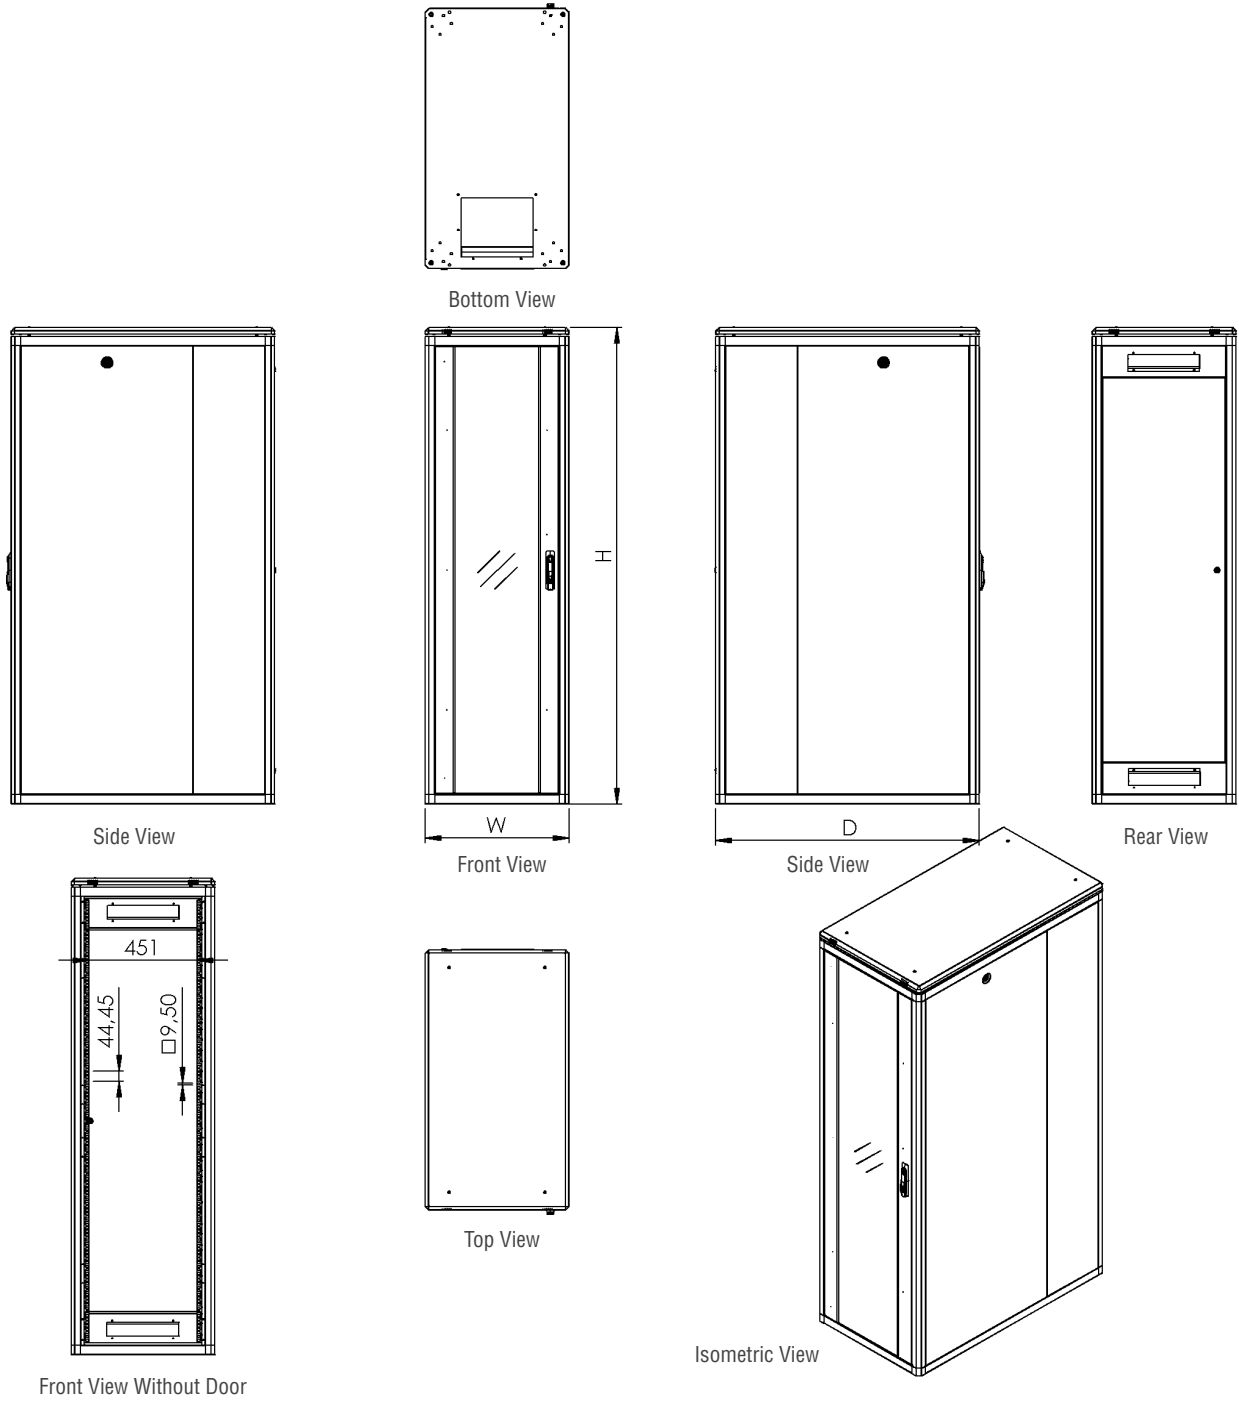 Bottom View
H
W
D
Side View
Front View
Side View
Rear View
451
44,45
□9,50
Top View
Isometric View
Front View Without Door